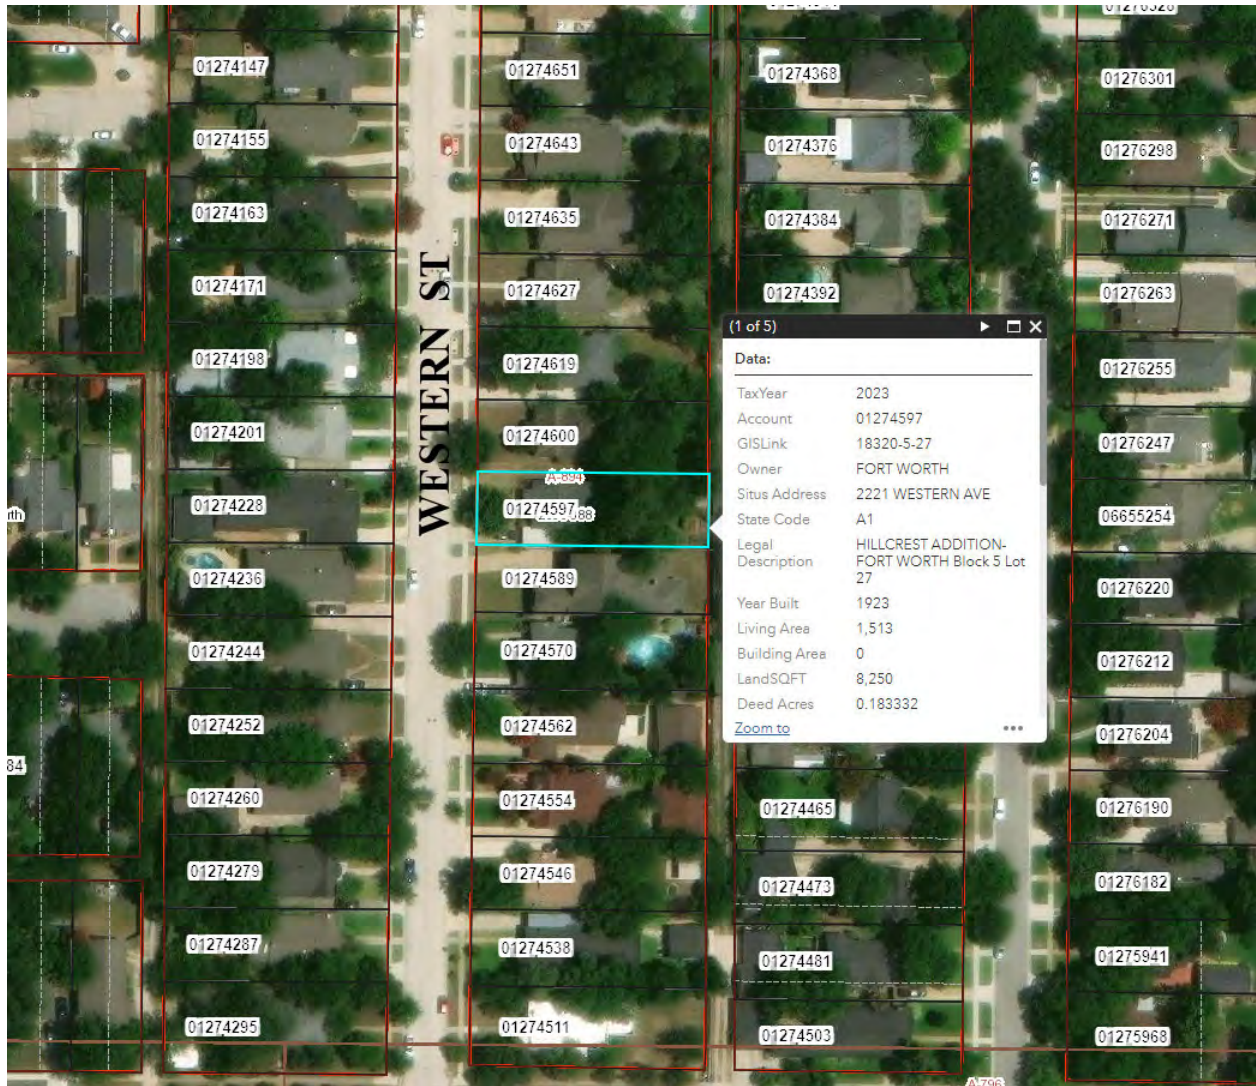 01274147
01274155
01274163
01274171
01274198
01274201
01274228
01274236
01274244
01274252
01274260
01274279
01274287
01274295
84
WESTERN ST
01274651
01274643
01274635
01274627
01274619
01274600
A-894
01274597
01274589
01274570
01274562
01274554
01274546
01274538
01274511
01274368
01274376
01274384
01274392
(1 of 5)
Data:
TaxYear 2023
Account 01274597
GISLink 18320-5-27
Owner FORT WORTH
Situs Address 2221 WESTERN AVE
State Code A1
Legal Description HILLCREST ADDITION-
FORT WORTH Block 5 Lot
27
Year Built 1923
Living Area 1,513
Building Area 0
LandSQFT 8,250
Deed Acres 0.183332
Zoom to
01274465
01274473
01274481
01274503
A-796
01276301
01276298
01276271
01276263
01276255
01276247
06655254
01276220
01276212
01276204
01276190
01276182
01275941
01275968